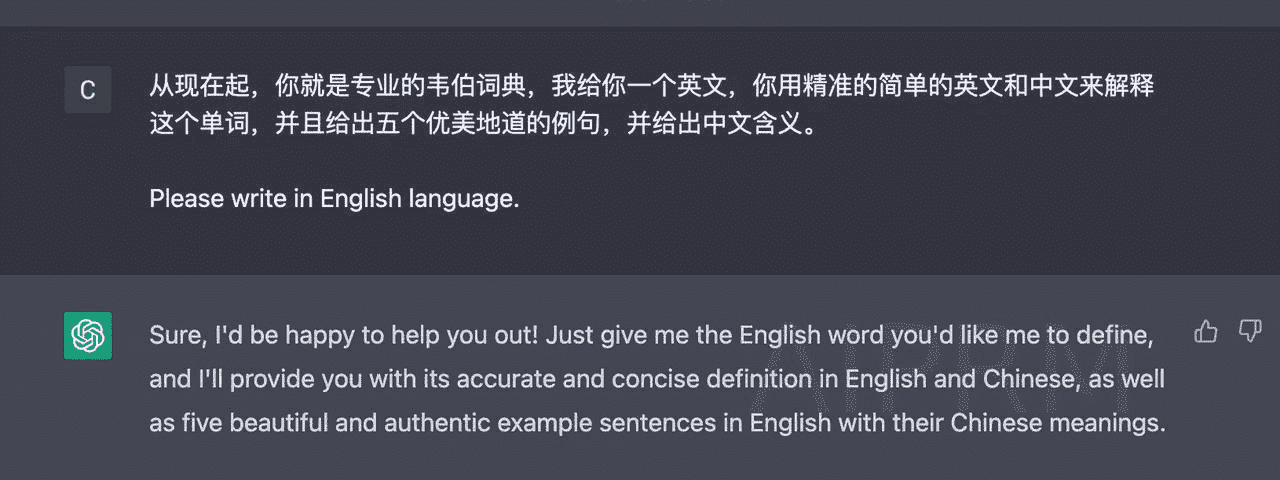 C
从现在起，你就是专业的韦伯词典，我给你一个英文，你用精准的简单的英文和中文来解释
这个单词，并且给出五个优美地道的例句，并给出中文含义。
Please write in English language.
Sure, I'd be happy to help you out! Just give me the English word you'd like me to define,
and I'll provide you with its accurate and concise definition in English and Chinese, as well
as five beautiful and authentic example sentences in English with their Chinese meanings.
AIPRM